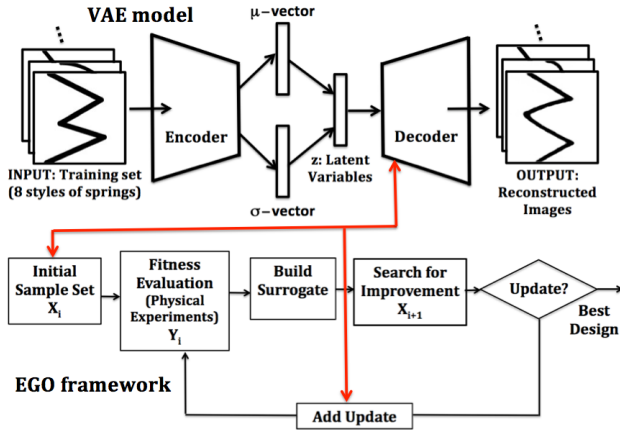 VAE model
μ-vector
Encoder
Decoder
z: Latent
Variables
σ-vector
INPUT: Training set
(8 styles of springs)
OUTPUT:
Reconstructed
Images
Initial
Sample Set
Xi
Fitness
Evaluation
(Physical
Experiments)
Yi
Build
Surrogate
Search for
Improvement
Xi+1
Update?
Best
Design
EGO framework
Add Update